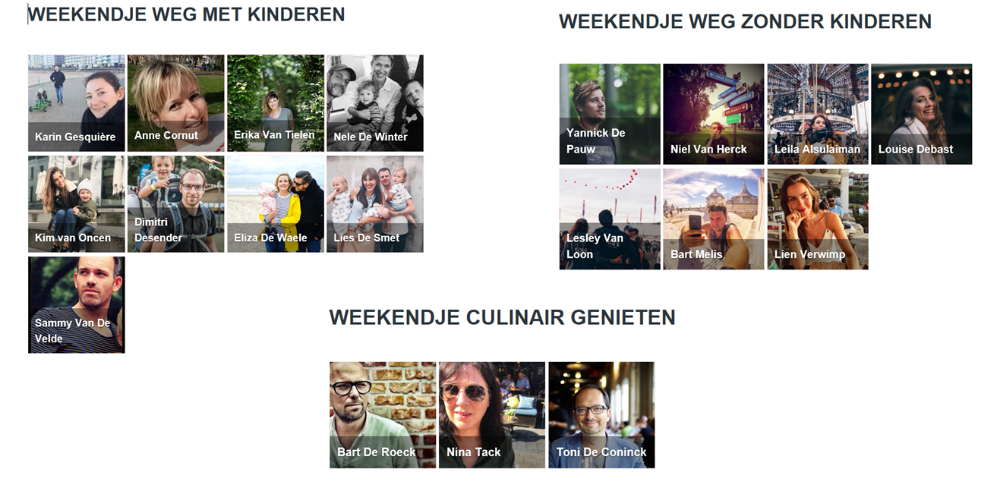 WEEKENDJE WEG MET KINDEREN
Karin Gesquière
Anne Cornut
Erika Van Tielen
Nele De Winter
Kim van Oncen
Dimitri
Desender
Eliza De Waele
Lies De Smet
Sammy Van De
Velde
WEEKENDJE WEG ZONDER KINDEREN
Yannick De
Pauw
Niel Van Herck
Leila Alsulaiman
Louise Debast
Lesley Van
Loon
Bart Melis
Lien Verwimp
WEEKENDJE CULINAIR GENIETEN
Bart De Roeck
Nina Tack
Toni De Coninck